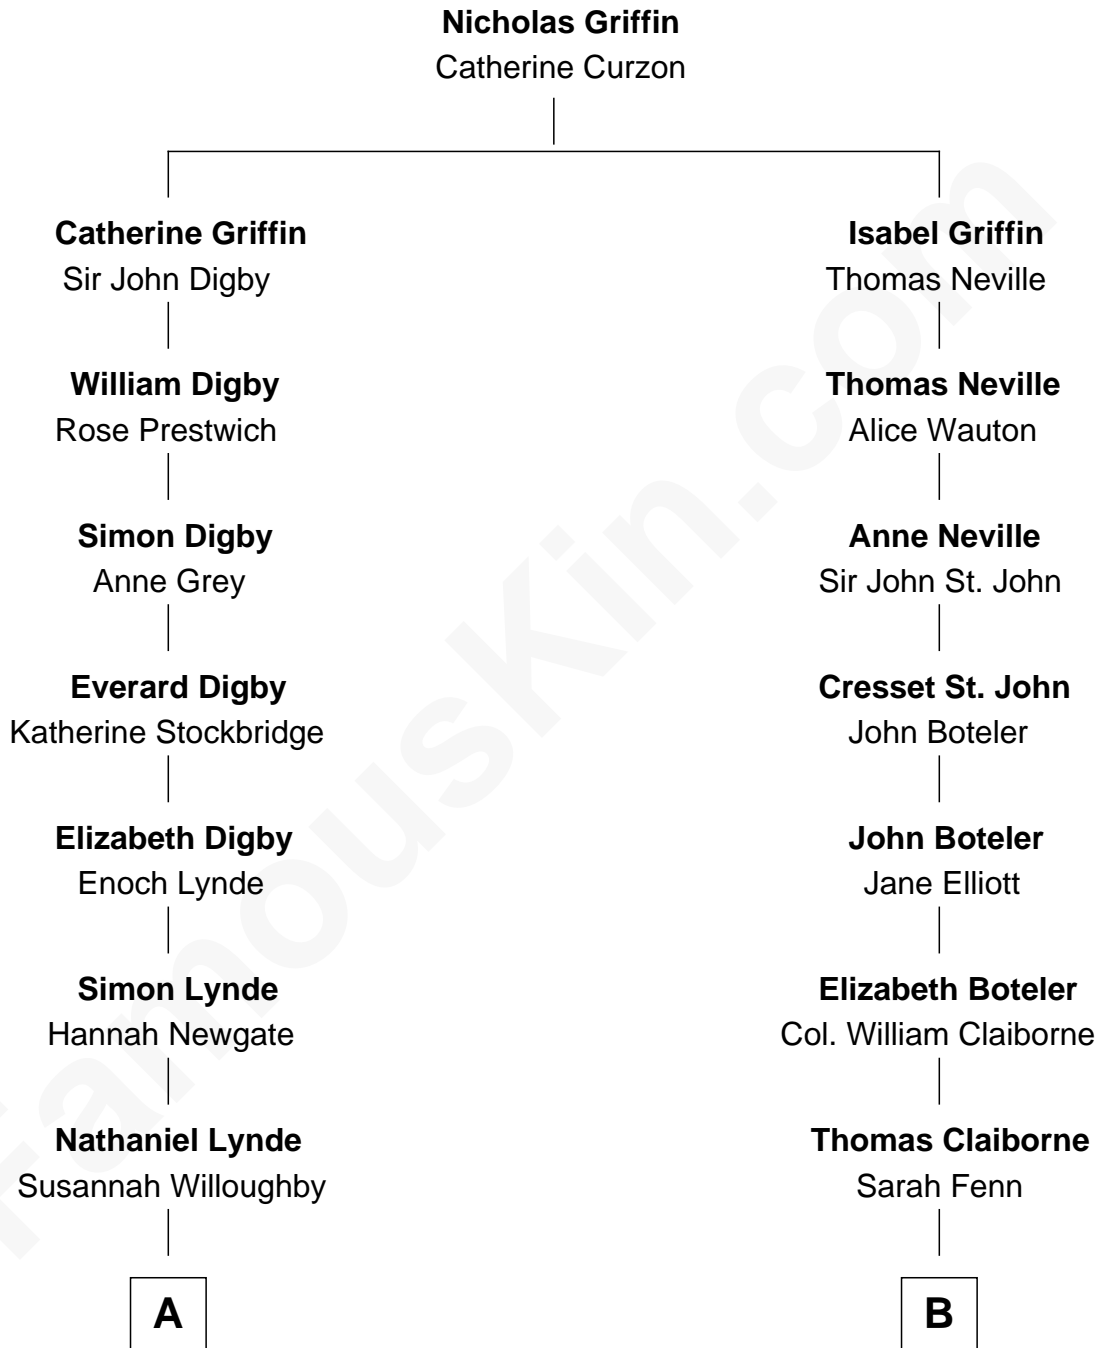 Nicholas Griffin
Catherine Curzon
Catherine Griffin
Sir John Digby
Isabel Griffin
Thomas Neville
William Digby
Rose Prestwich
Thomas Neville
Alice Wauton
Simon Digby
Anne Grey
Anne Neville
Sir John St. John
Everard Digby
Katherine Stockbridge
Cresset St. John
John Boteler
Elizabeth Digby
Enoch Lynde
John Boteler
Jane Elliott
Simon Lynde
Hannah Newgate
Elizabeth Boteler
Col. William Claiborne
Nathaniel Lynde
Susannah Willoughby
Thomas Claiborne
Sarah Fenn
A
B
FamousKin.com